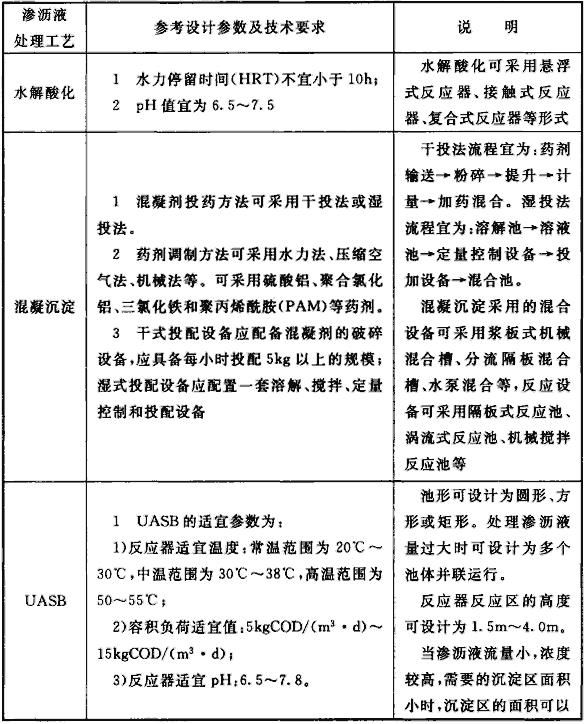 渗沥液
处理工艺
参考设计参数及技术要求
说 明
水解酸化
1 水力停留时间(HRT)不宜小于10h;
2 pH值宜为6.5～7.5
水解酸化可采用悬浮
式反应器、接触式反应
器、复合式反应器等形式
混凝沉淀
1 混凝剂投药方法可采用干投法或湿
投法。
2 药剂调制方法可采用水力法、压缩空
气法、机械法等。可采用硫酸铝、聚合氯化
铝、三氯化铁和聚丙烯酰胺(PAM)等药剂。
3 干式投配设备应配备混凝剂的破碎
设备,应具备每小时投配5kg以上的规模;
湿式投配设备应配置一套溶解、搅拌、定量
控制和投配设备
干投法流程宜为:药剂
输送→粉碎→提升→计
量→加药混合。湿投法
流程宜为:溶解池→溶液
池→定量控制设备→投
加设备→混合池。
混凝沉淀采用的混合
设备可采用浆板式机械
混合槽、分流隔板混合
槽、水泵混合等,反应设
备可采用隔板式反应池、
涡流式反应池、机械搅拌
反应池等
UASB
1 UASB的适宜参数为:
1)反应器适宜温度:常温范围为20℃～
30℃,中温范围为30℃～38℃,高温范围为
50～55℃;
2)容积负荷适宜值:5kgCOD/(m³·d)～
15kgCOD/(m³·d);
3)反应器适宜pH:6.5～7.8。
池形可设计为圆形、方
形或矩形。处理渗沥液
量过大时可设计为多个
池体并联运行。
反应器反应区的高度
可设计为1.5m～4.0m。
当渗沥液流量小,浓度
较高,需要的沉淀区面积
小时,沉淀区的面积可以